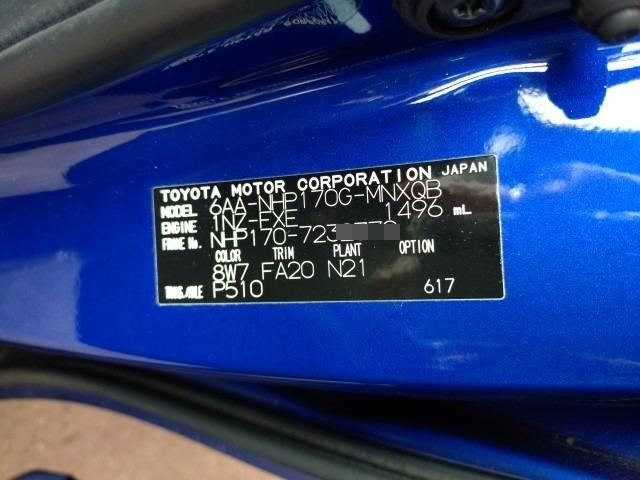 TOYOTA MOTOR CORPORATION JAPAN
MODEL 6AA-NHP170G-MNXQB
ENGINE 1NZ-FXE 1496 mL
FRAME No. NHP170-723
COLOR TRIM PLANT OPTION
8W7 FA20 N21
TRANS./AXLE P510 617